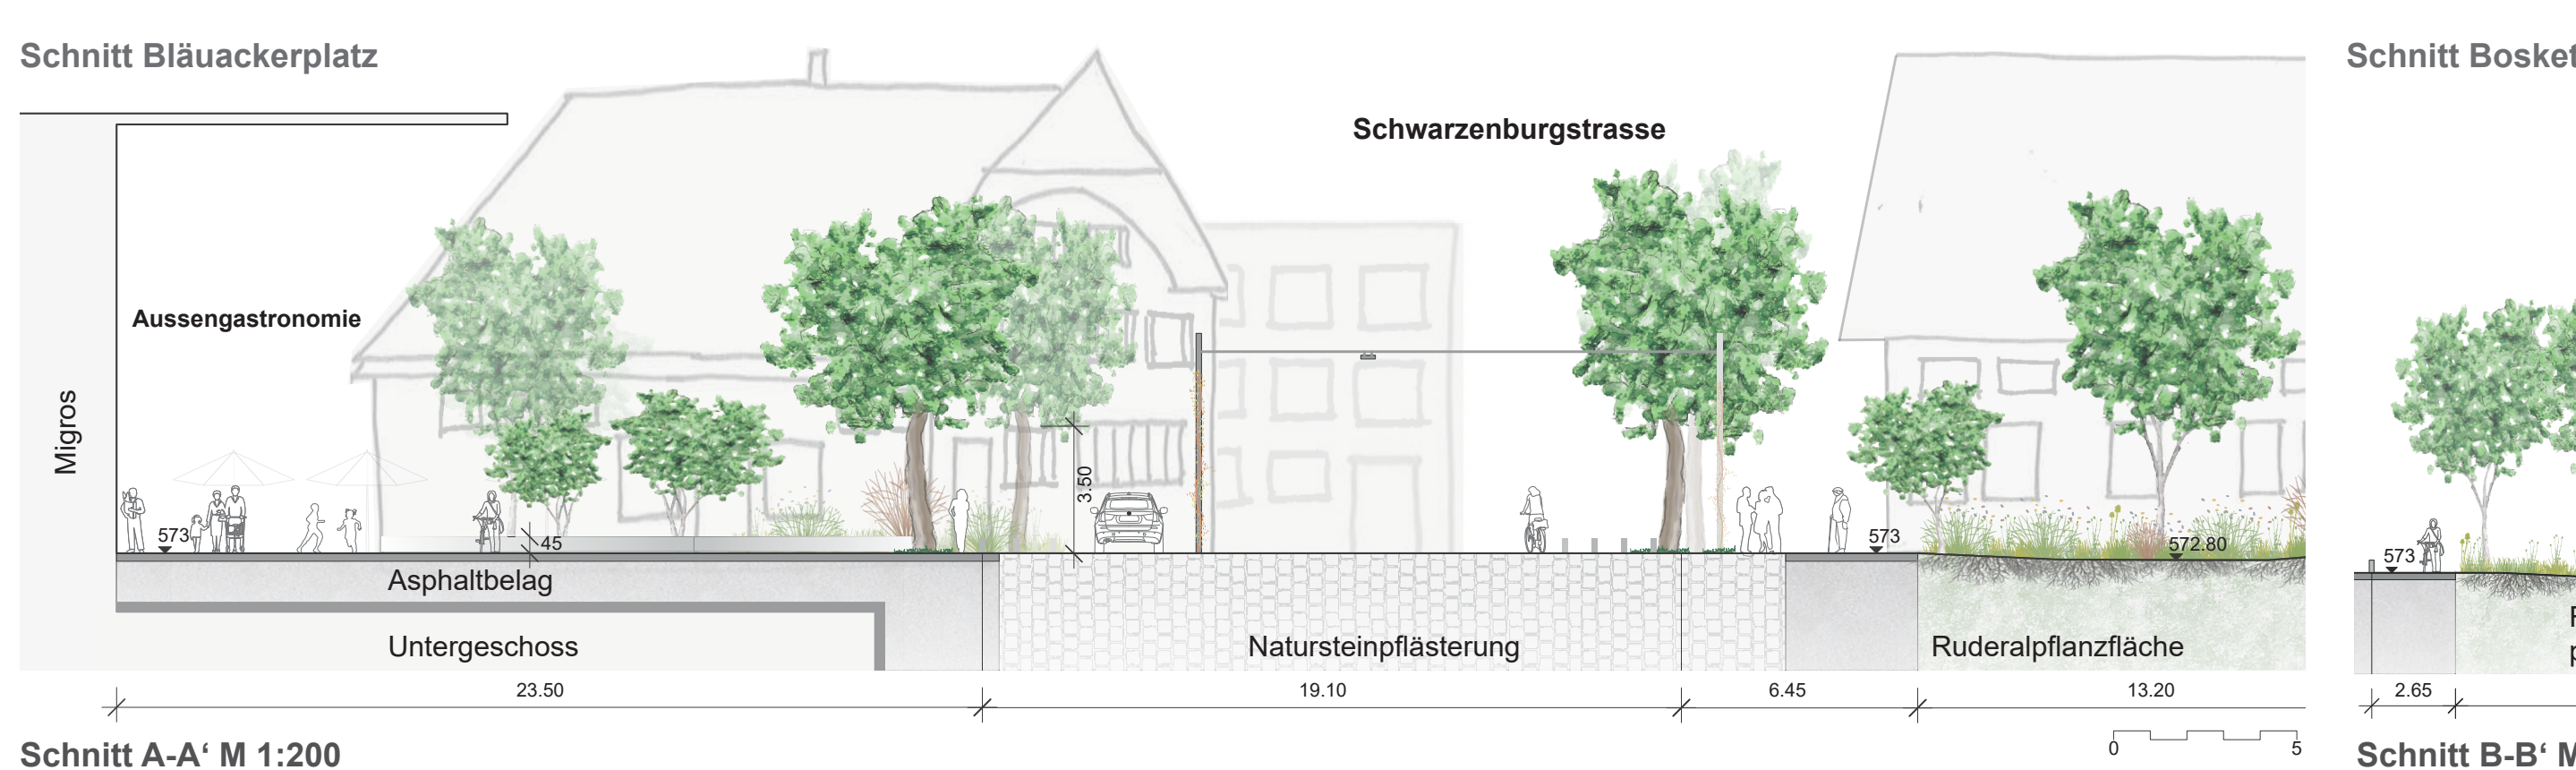 Schnitt Bläuackerplatz
Schnitt Bosket
Schwarzenburgstrasse
Aussengastronomie
Migros
3.50
573
45
573
572.80
573
Asphaltbelag
Untergeschoss
Natursteinpflästerung
Ruderalpflanzfläche
23.50
19.10
6.45
13.20
2.65
0 5
Schnitt A-A‘ M 1:200
Schnitt B-B‘ M